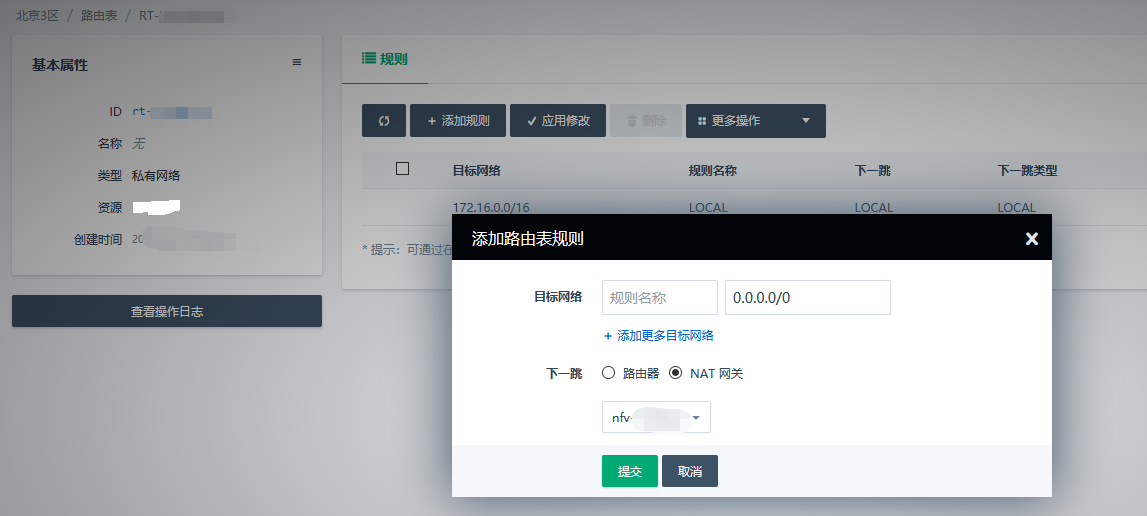 北京3区 / 路由表 / RT-
基本属性
ID rt-
名称 无
类型 私有网络
资源
创建时间 20
查看操作日志
规则
+ 添加规则 应用修改 删除 更多操作
目标网络 规则名称 下一跳 下一跳类型
172.16.0.0/16 LOCAL LOCAL LOCAL
* 提示：可通过在
添加路由表规则
目标网络 规则名称 0.0.0.0/0
+ 添加更多目标网络
下一跳 路由器 NAT 网关
nfv-
提交 取消